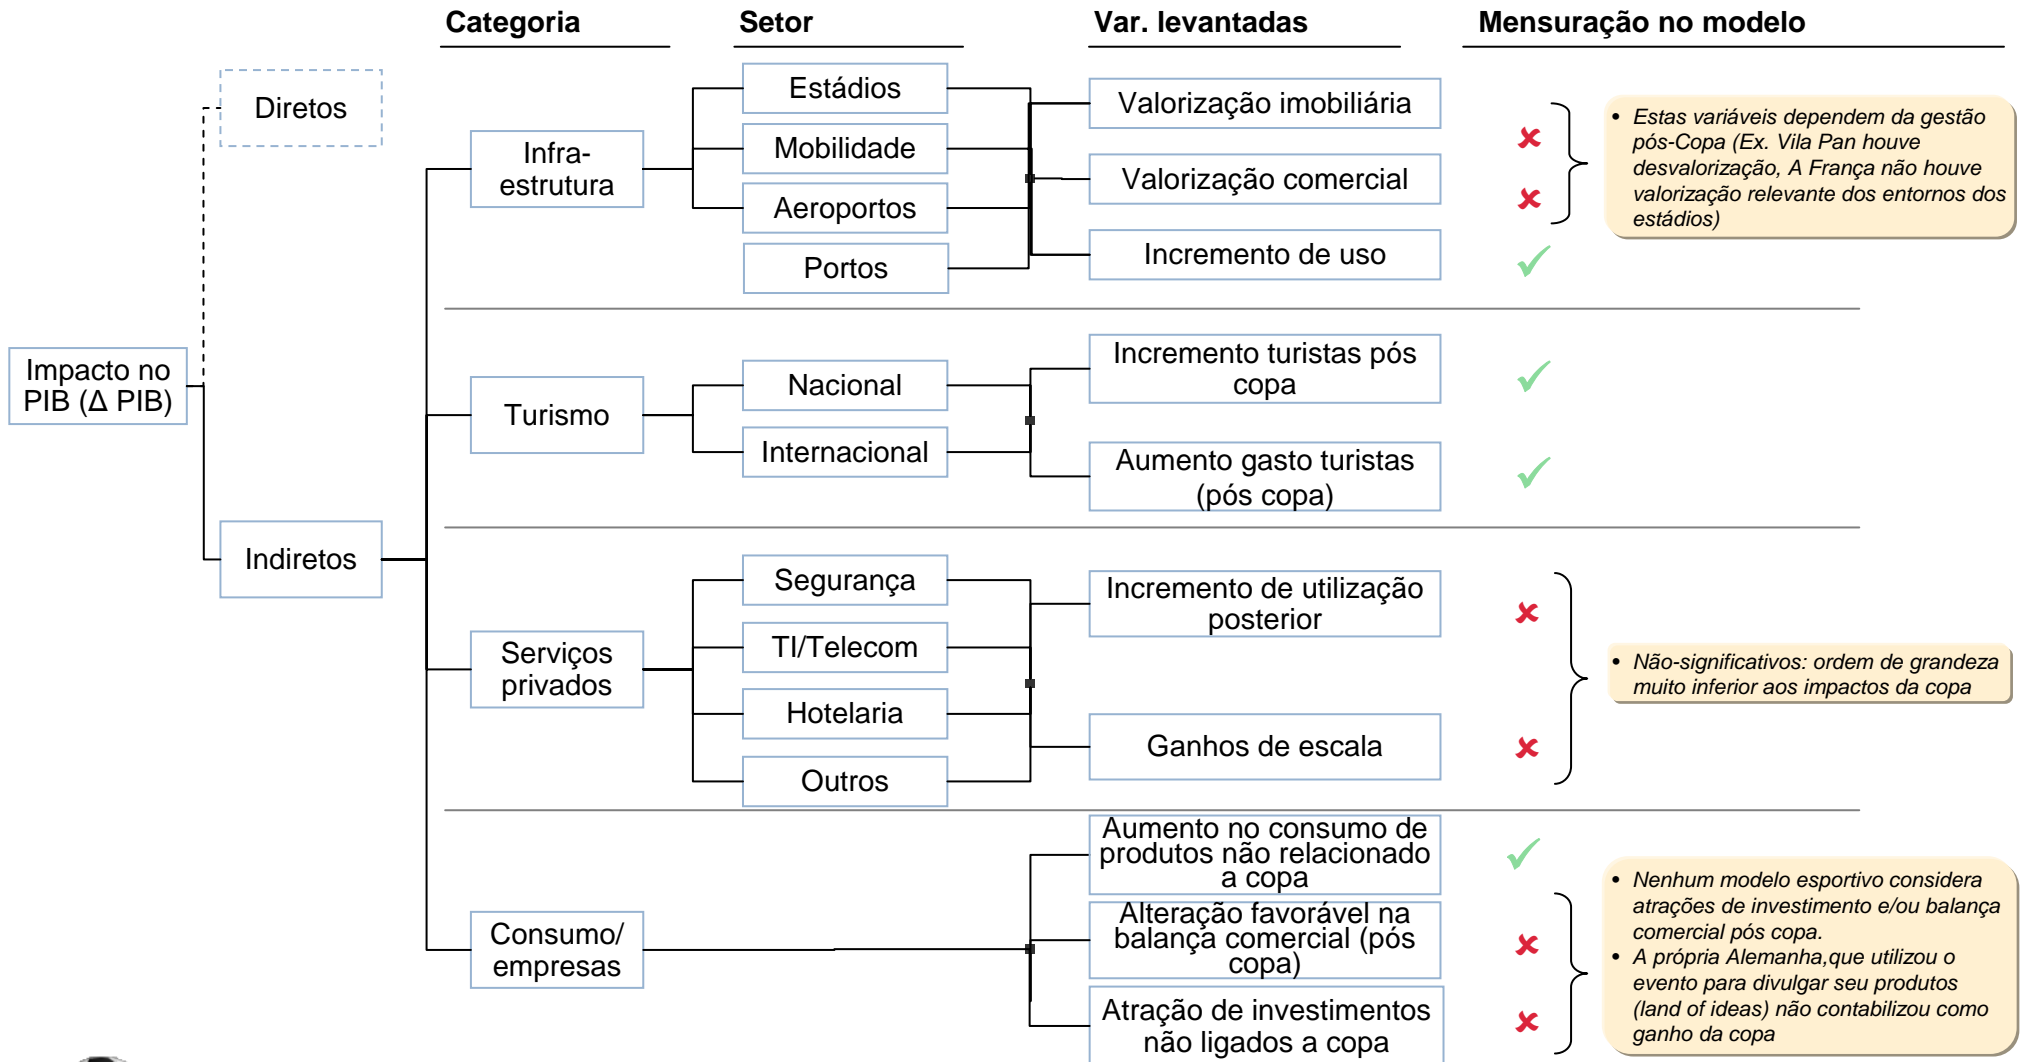 Categoria
Setor
Var. levantadas
Mensuração no modelo
Diretos
Impacto no
PIB (Δ PIB)
Indiretos
Infra-
estrutura
Estádios
Mobilidade
Aeroportos
Portos
Valorização imobiliária
Valorização comercial
Incremento de uso
• Estas variáveis dependem da gestão
pós-Copa (Ex. Vila Pan houve
desvalorização, A França não houve
valorização relevante dos entornos dos
estádios)
Turismo
Nacional
Internacional
Incremento turistas pós
copa
Aumento gasto turistas
(pós copa)
Serviços
privados
Segurança
TI/Telecom
Hotelaria
Outros
Incremento de utilização
posterior
Ganhos de escala
• Não-significativos: ordem de grandeza
muito inferior aos impactos da copa
Consumo/
empresas
Aumento no consumo de
produtos não relacionado
a copa
Alteração favorável na
balança comercial (pós
copa)
Atração de investimentos
não ligados a copa
• Nenhum modelo esportivo considera
atrações de investimento e/ou balança
comercial pós copa.
• A própria Alemanha,que utilizou o
evento para divulgar seu produtos
(land of ideas) não contabilizou como
ganho da copa